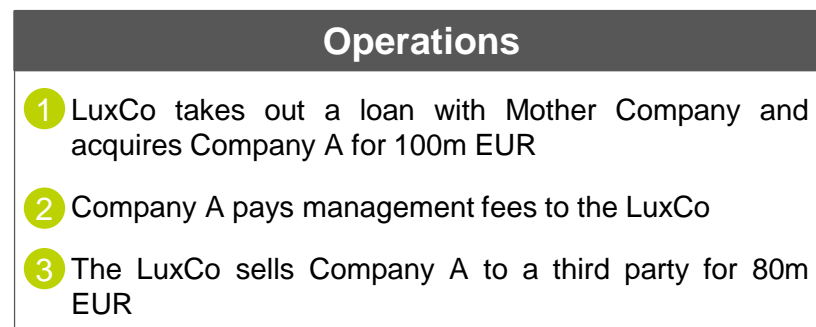 Operations
1 LuxCo takes out a loan with Mother Company and
acquires Company A for 100m EUR
2 Company A pays management fees to the LuxCo
3 The LuxCo sells Company A to a third party for 80m
EUR